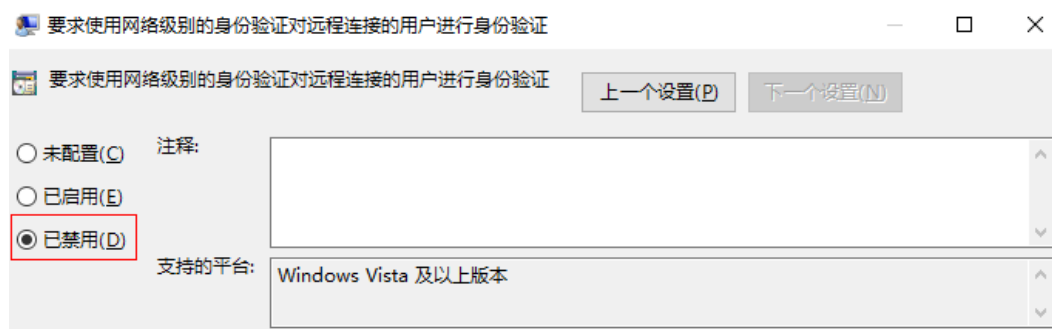 要求使用网络级别的身份验证对远程连接的用户进行身份验证
要求使用网络级别的身份验证对远程连接的用户进行身份验证
上一个设置(P)
下一个设置(N)
未配置(C)
注释:
已启用(E)
已禁用(D)
支持的平台:
Windows Vista 及以上版本